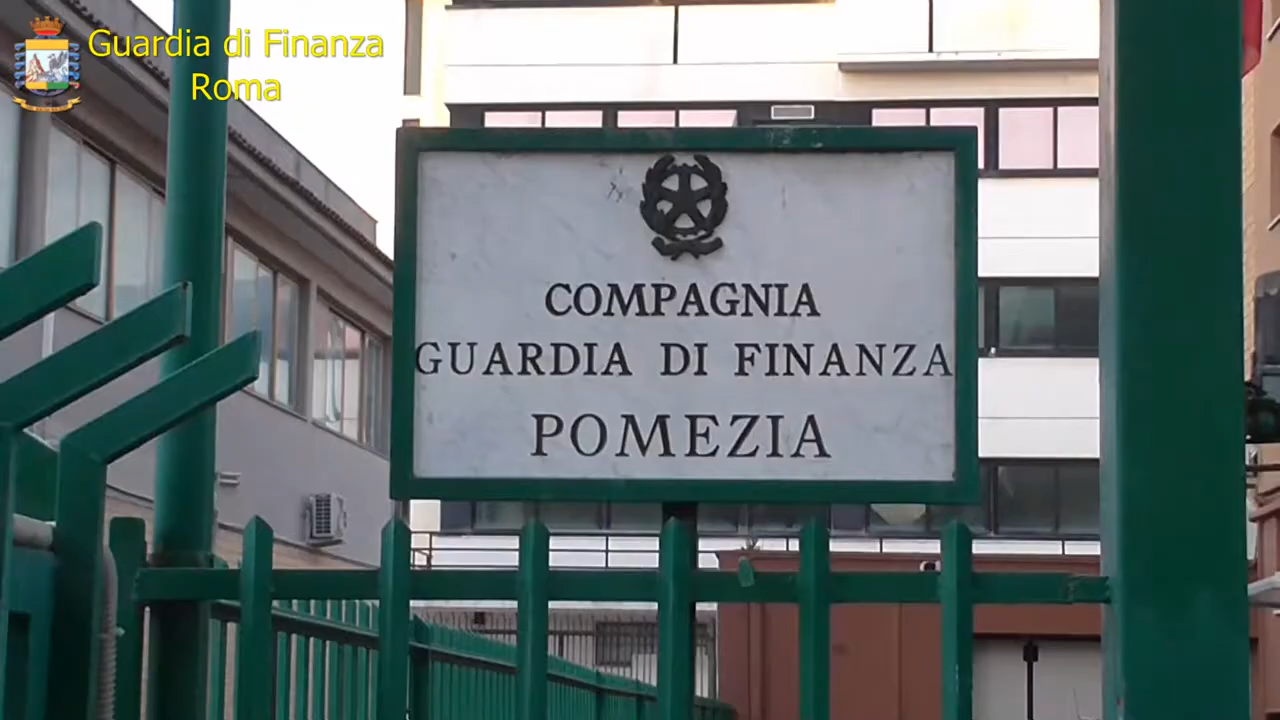 Guardia di Finanza
Roma
COMPAGNIA
GUARDIA DI FINANZA
POMEZIA